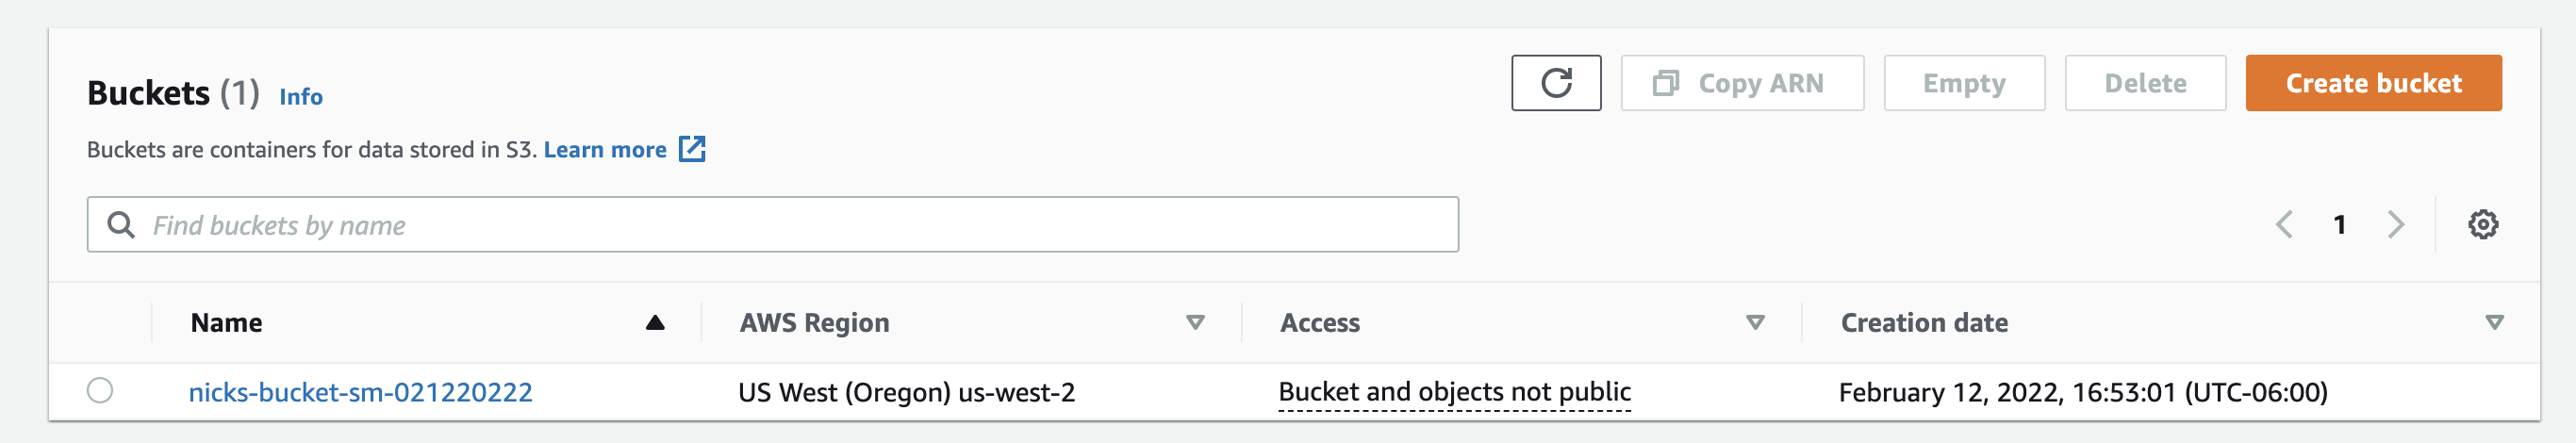 Buckets (1) Info
Copy ARN
Empty
Delete
Create bucket
Buckets are containers for data stored in S3. Learn more
Find buckets by name
1
Name AWS Region Access Creation date
nicks-bucket-sm-021220222 US West (Oregon) us-west-2 Bucket and objects not public February 12, 2022, 16:53:01 (UTC-06:00)